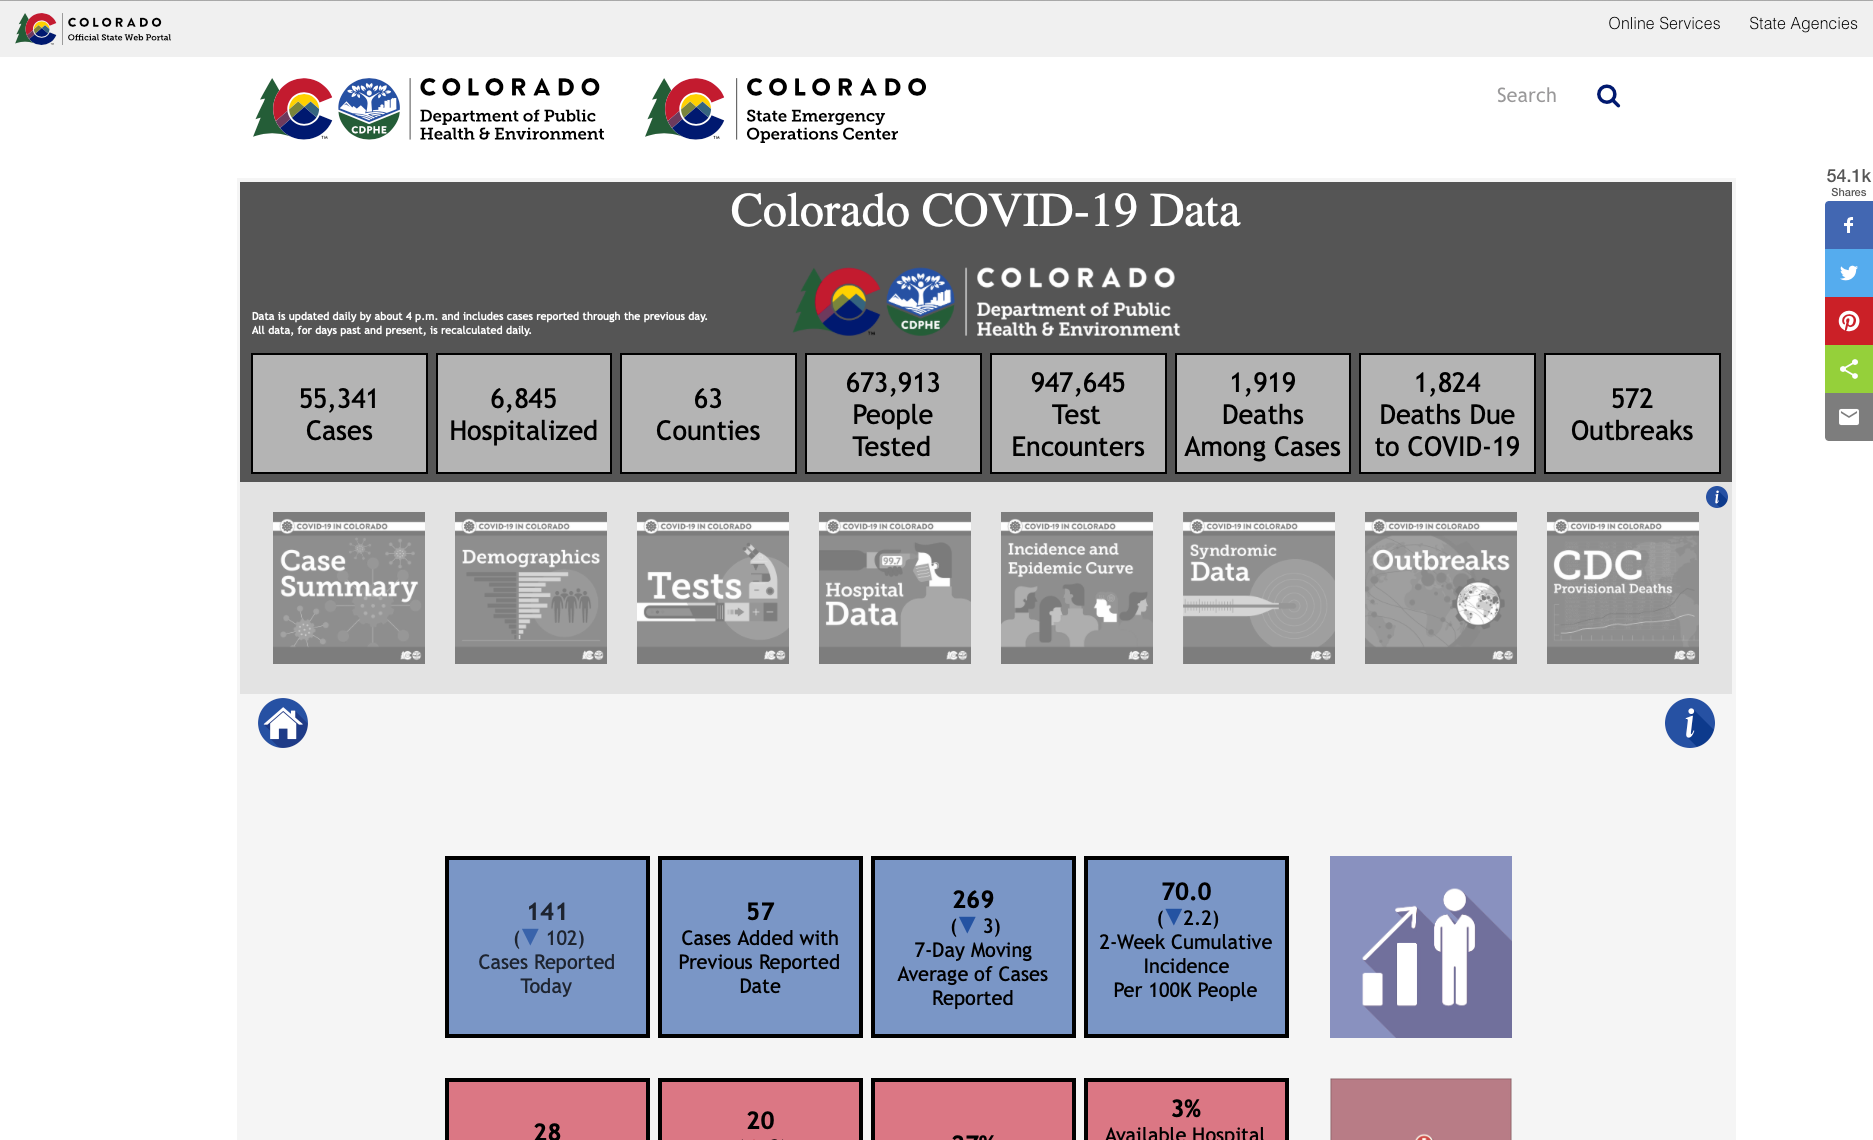 COLORADO
Official State Web Portal
Online Services
State Agencies
COLORADO
Department of Public
Health & Environment
CDPHE
COLORADO
State Emergency
Operations Center
Search
54.1k
Shares
Colorado COVID-19 Data
COLORADO
Department of Public
Health & Environment
CDPHE
Data is updated daily by about 4 p.m. and includes cases reported through the previous day.
All data, for days past and present, is recalculated daily.
55,341
Cases
6,845
Hospitalized
63
Counties
673,913
People
Tested
947,645
Test
Encounters
1,919
Deaths
Among Cases
1,824
Deaths Due
to COVID-19
572
Outbreaks
COVID-19 IN COLORADO
Case
Summary
COVID-19 IN COLORADO
Demographics
COVID-19 IN COLORADO
Tests
COVID-19 IN COLORADO
99.7
Hospital
Data
COVID-19 IN COLORADO
Incidence and
Epidemic Curve
COVID-19 IN COLORADO
Syndromic
Data
COVID-19 IN COLORADO
Outbreaks
COVID-19 IN COLORADO
CDC
Provisional Deaths
141
(▼ 102)
Cases Reported
Today
57
Cases Added with
Previous Reported
Date
269
(▼ 3)
7-Day Moving
Average of Cases
Reported
70.0
(▼2.2)
2-Week Cumulative
Incidence
Per 100K People
28
20
3%
Available Hospital